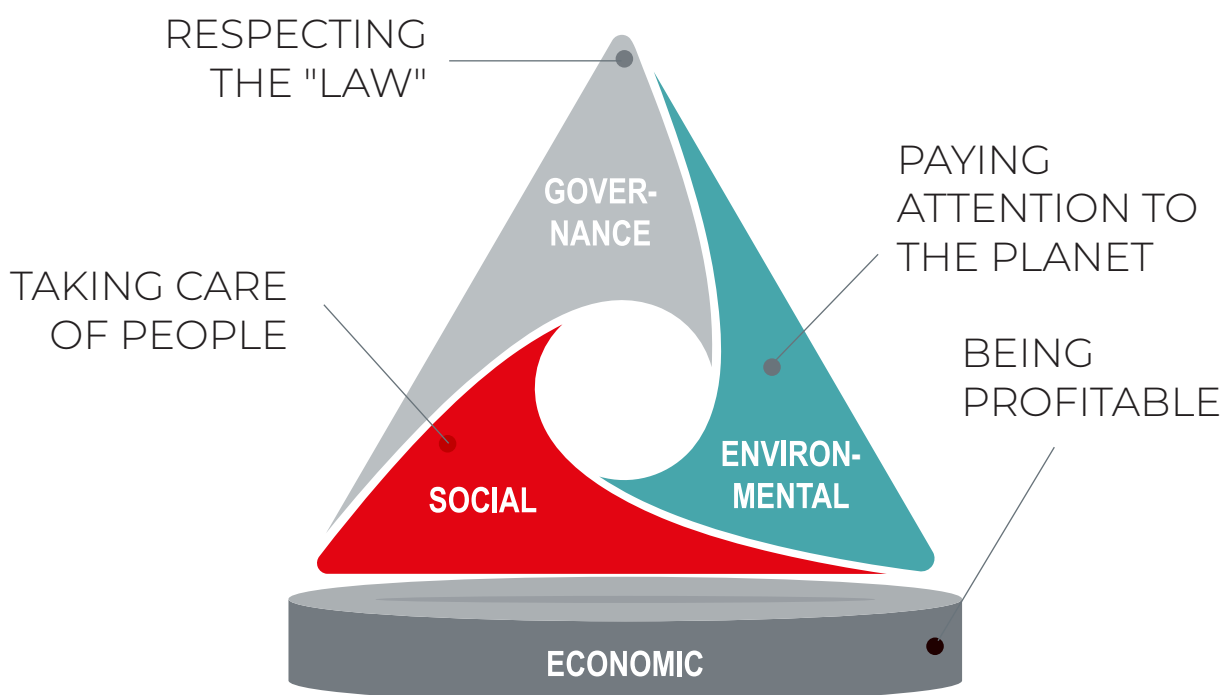 RESPECTING
THE "LAW"
GOVER-
NANCE
PAYING
ATTENTION TO
THE PLANET
TAKING CARE
OF PEOPLE
BEING
PROFITABLE
ENVIRON-
MENTAL
SOCIAL
ECONOMIC